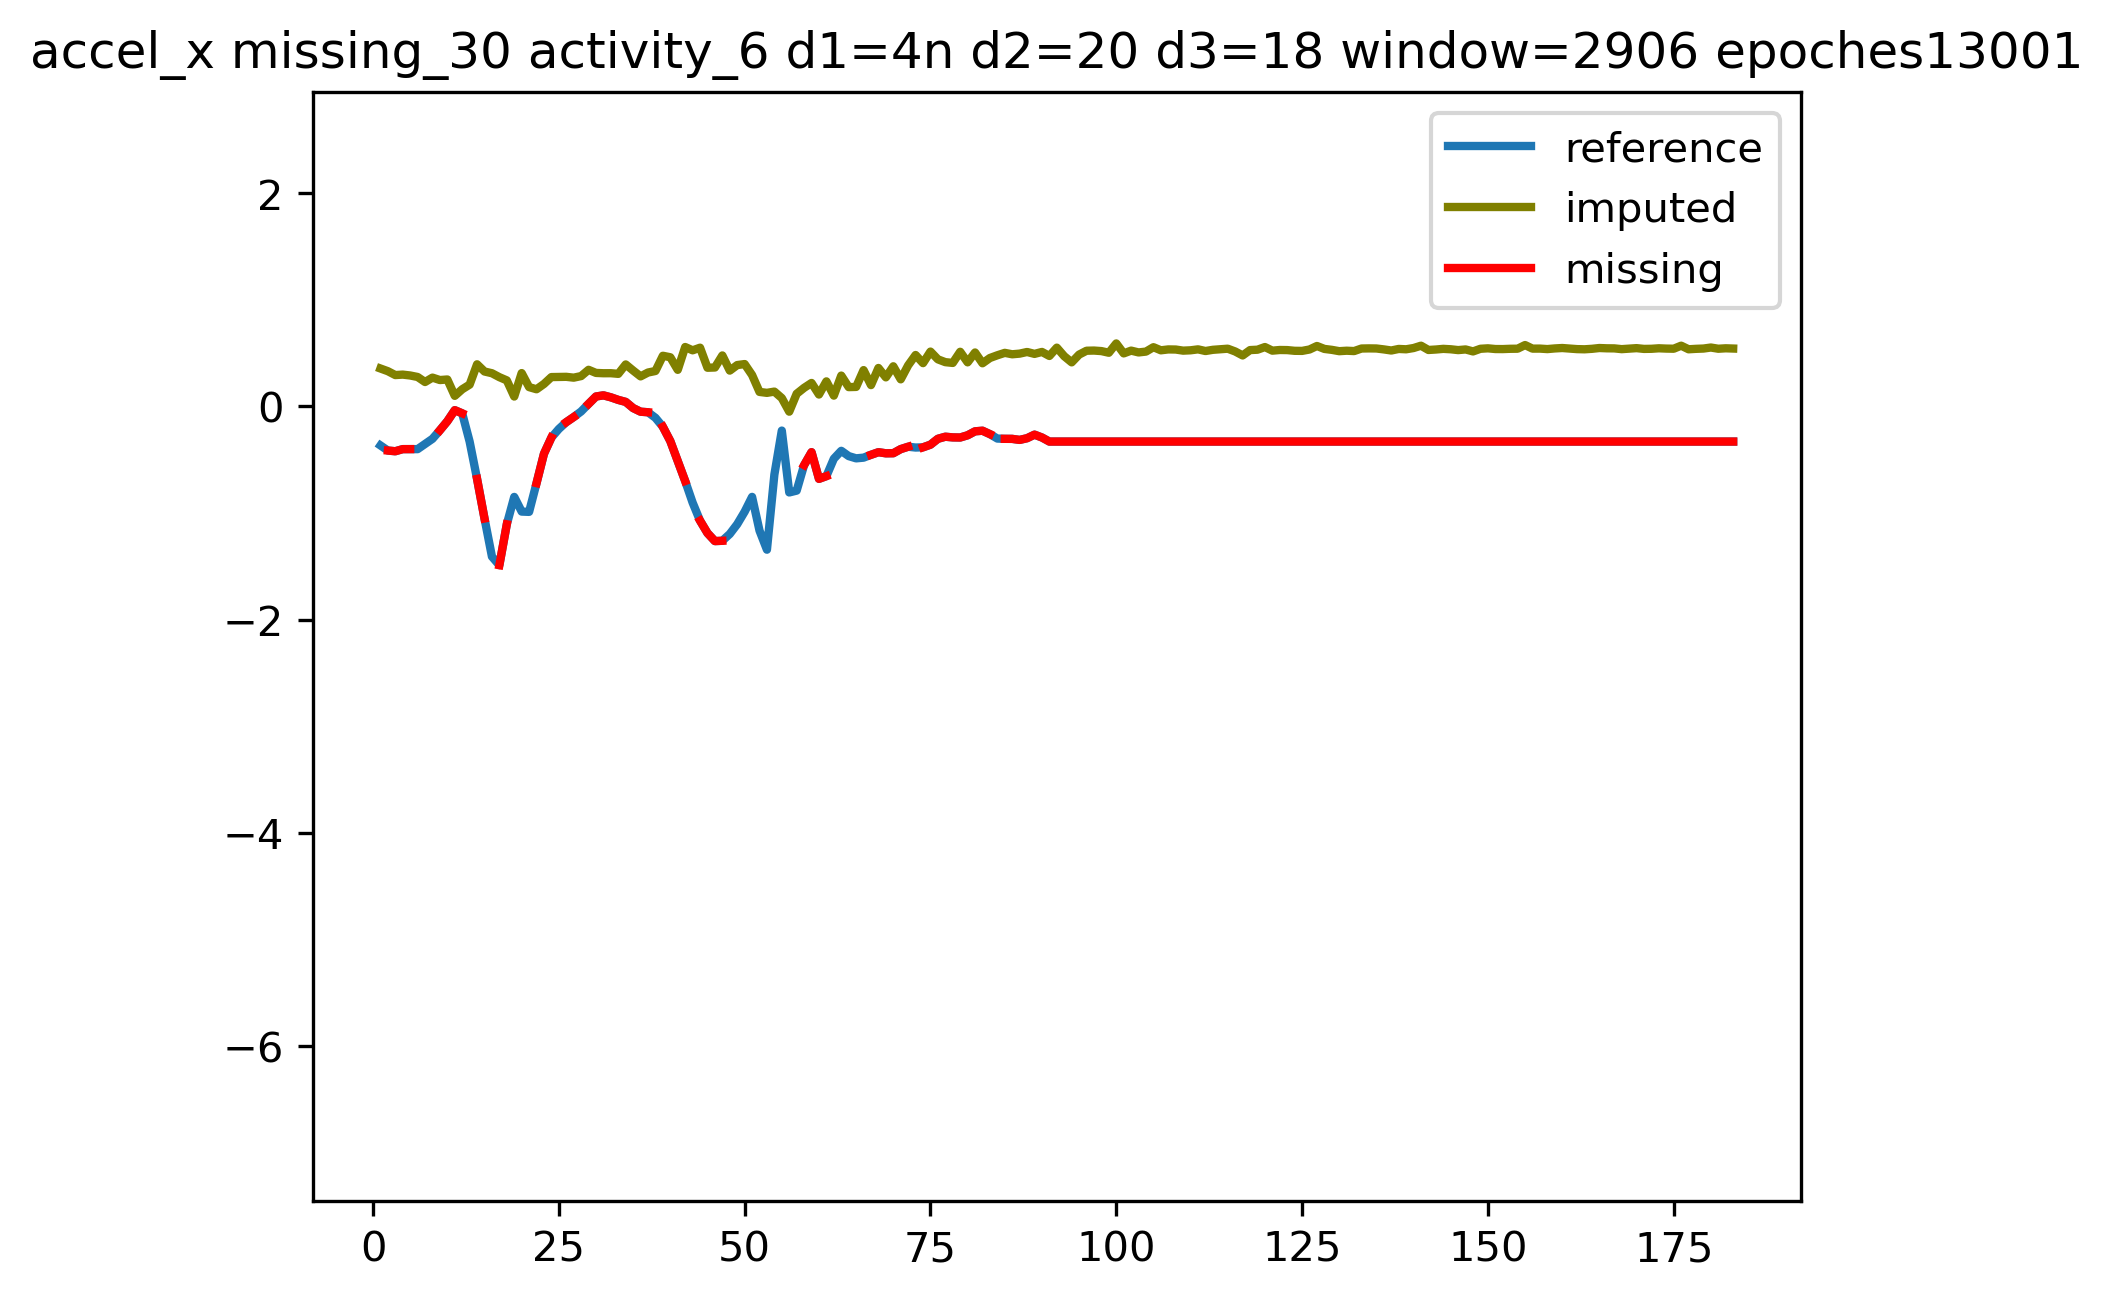 accel_x missing_30 activity_6 d1=4n d2=20 d3=18 window=2906 epoches13001
reference
imputed
missing
2
0
−2
−4
−6
0 25 50 75 100 125 150 175